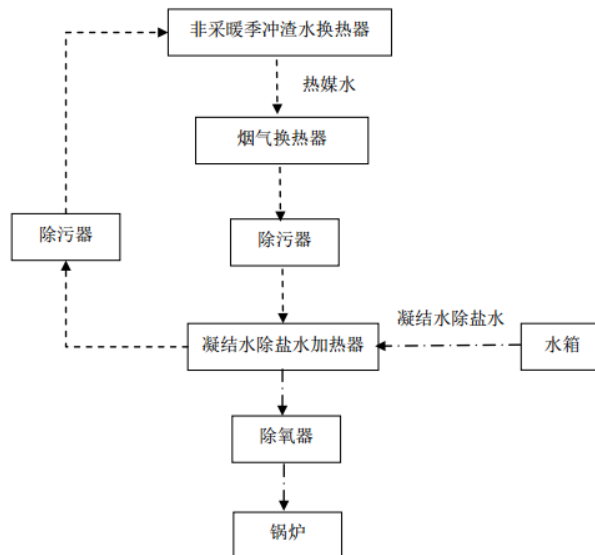 非采暖季冲渣水换热器
热媒水
烟气换热器
除污器
除污器
凝结水除盐水
凝结水除盐水加热器
水箱
除氧器
锅炉